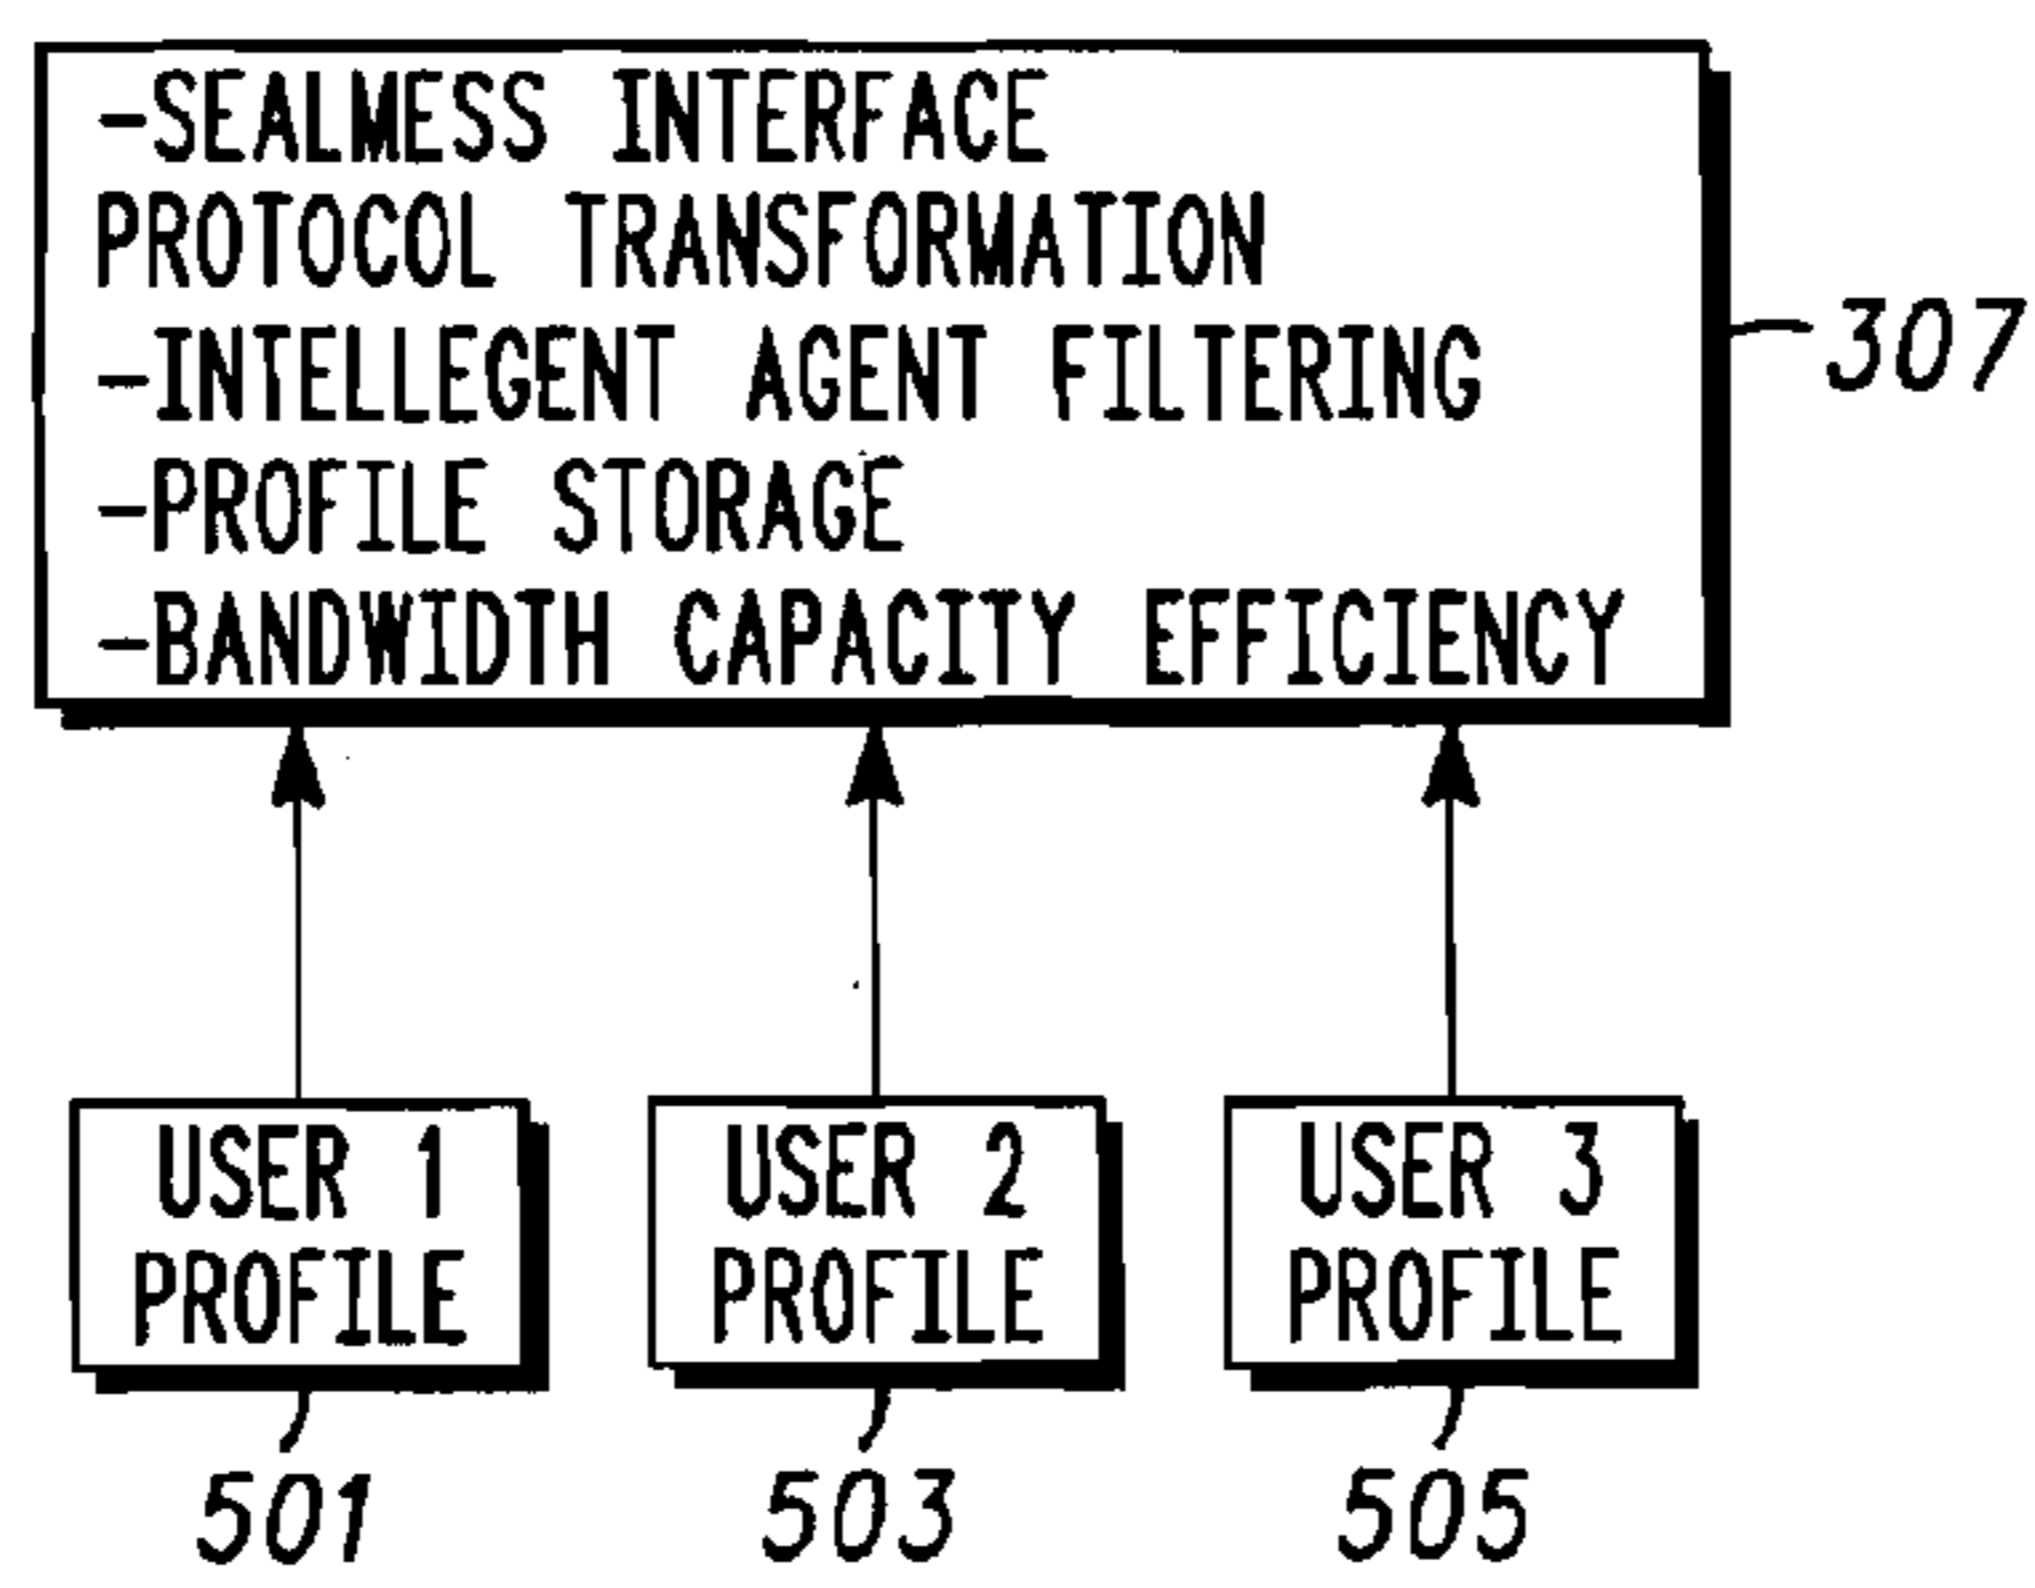 -SEALMESS INTERFACE
PROTOCOL TRANSFORMATION
-INTELLEGENT AGENT FILTERING
-PROFILE STORAGE
-BANDWIDTH CAPACITY EFFICIENCY
307
USER 1
PROFILE
USER 2
PROFILE
USER 3
PROFILE
501
503
505